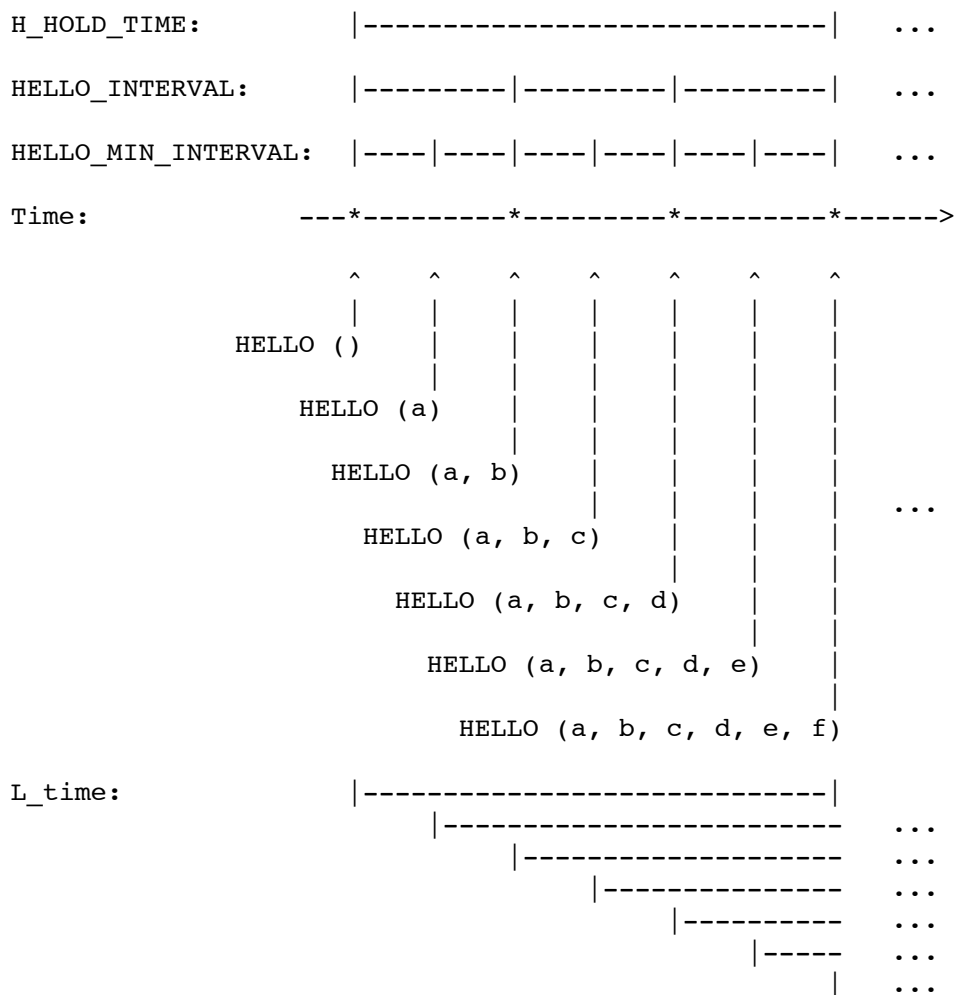 H_HOLD_TIME:         |-----------------------------|   ...
HELLO_INTERVAL:      |---------|---------|---------|   ...
HELLO_MIN_INTERVAL:  |----|----|----|----|----|----|   ...
Time:             ---*---------*---------*---------*------>
                     ^    ^    ^    ^    ^    ^    ^
                     |    |    |    |    |    |    |
              HELLO ()    |    |    |    |    |    |
                          |    |    |    |    |    |
                  HELLO (a)    |    |    |    |    |
                               |    |    |    |    |
                    HELLO (a, b)    |    |    |    |
                                    |    |    |    |   ...
                      HELLO (a, b, c)    |    |    |
                                         |    |    |
                        HELLO (a, b, c, d)    |    |
                                              |    |
                          HELLO (a, b, c, d, e)    |
                                                   |
                            HELLO (a, b, c, d, e, f)
L_time:              |-----------------------------|
                          |-------------------------   ...
                               |--------------------   ...
                                    |---------------   ...
                                         |----------   ...
                                              |-----   ...
                                                   |   ...